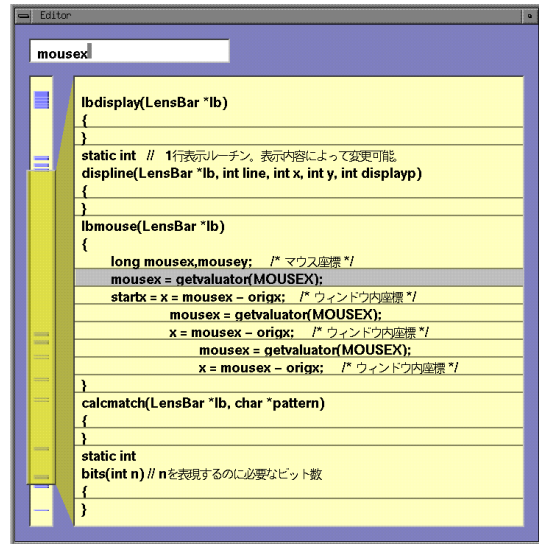 Editor
mousex
lbdisplay(LensBar *lb)
{
}
static int // 1行表示ルーチン。表示内容によって変更可能。
displine(LensBar *lb, int line, int x, int y, int displayp)
{
}
lbmouse(LensBar *lb)
{
long mousex,mousey; /* マウス座標 */
mousex = getvaluator(MOUSEX);
startx = x = mousex – origx; /* ウィンドウ内座標 */
mousex = getvaluator(MOUSEX);
x = mousex – origx; /* ウィンドウ内座標 */
mousex = getvaluator(MOUSEX);
x = mousex – origx; /* ウィンドウ内座標 */
}
calcmatch(LensBar *lb, char *pattern)
{
}
static int
bits(int n) // nを表現するのに必要なビット数
{
}